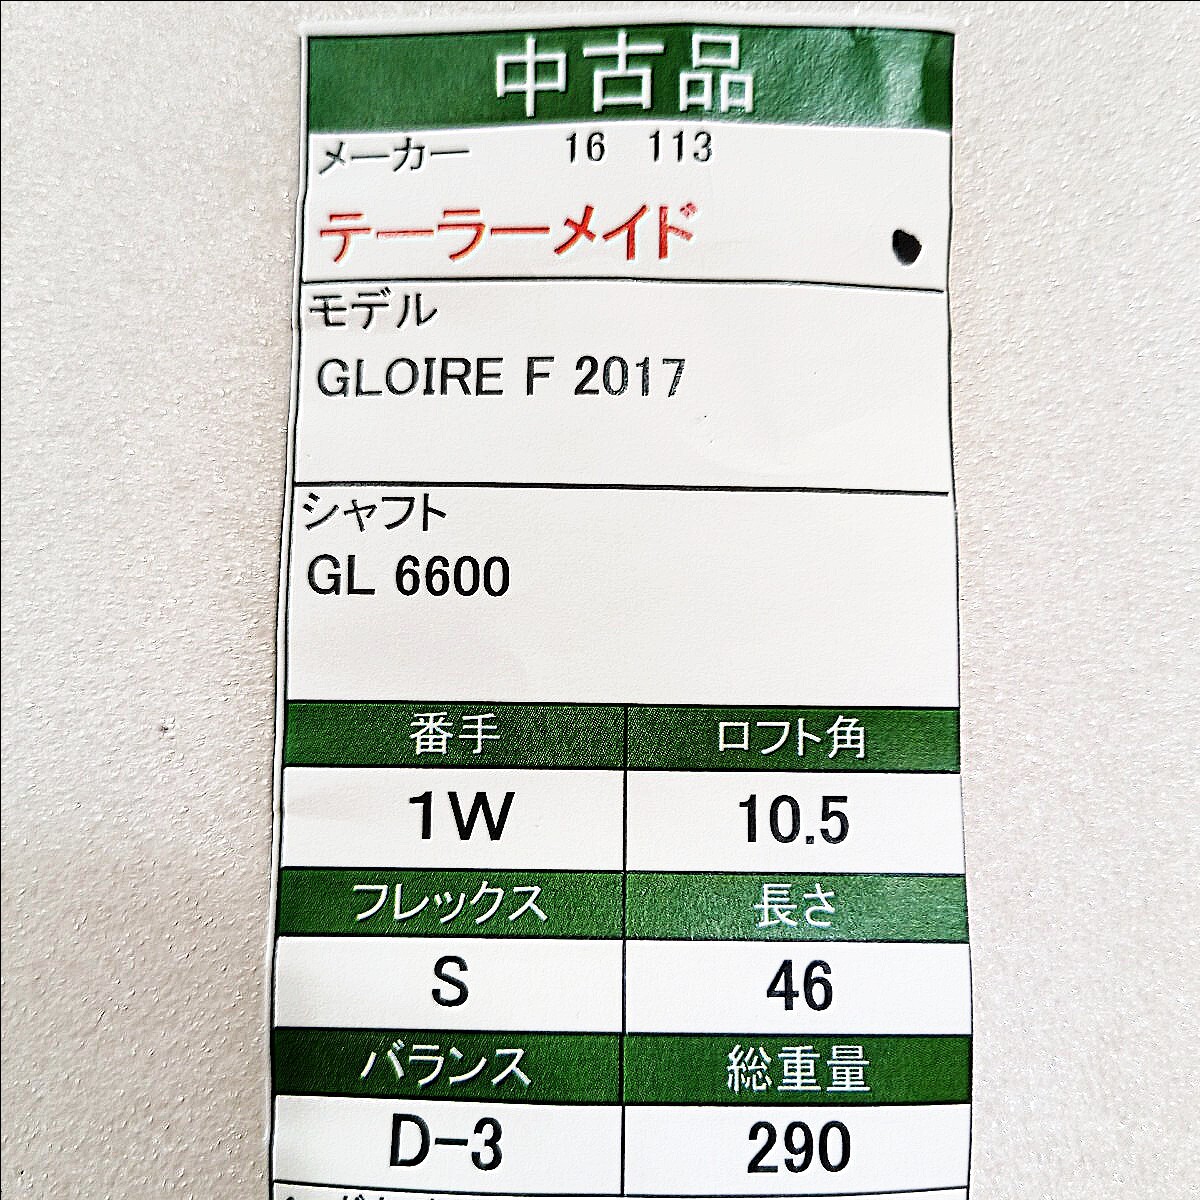 中古品
メーカー 16 113
テーラーメイド
モデル
GLOIRE F 2017
シャフト
GL 6600
番手 ロフト角
1W 10.5
フレックス 長さ
S 46
バランス 総重量
D-3 290